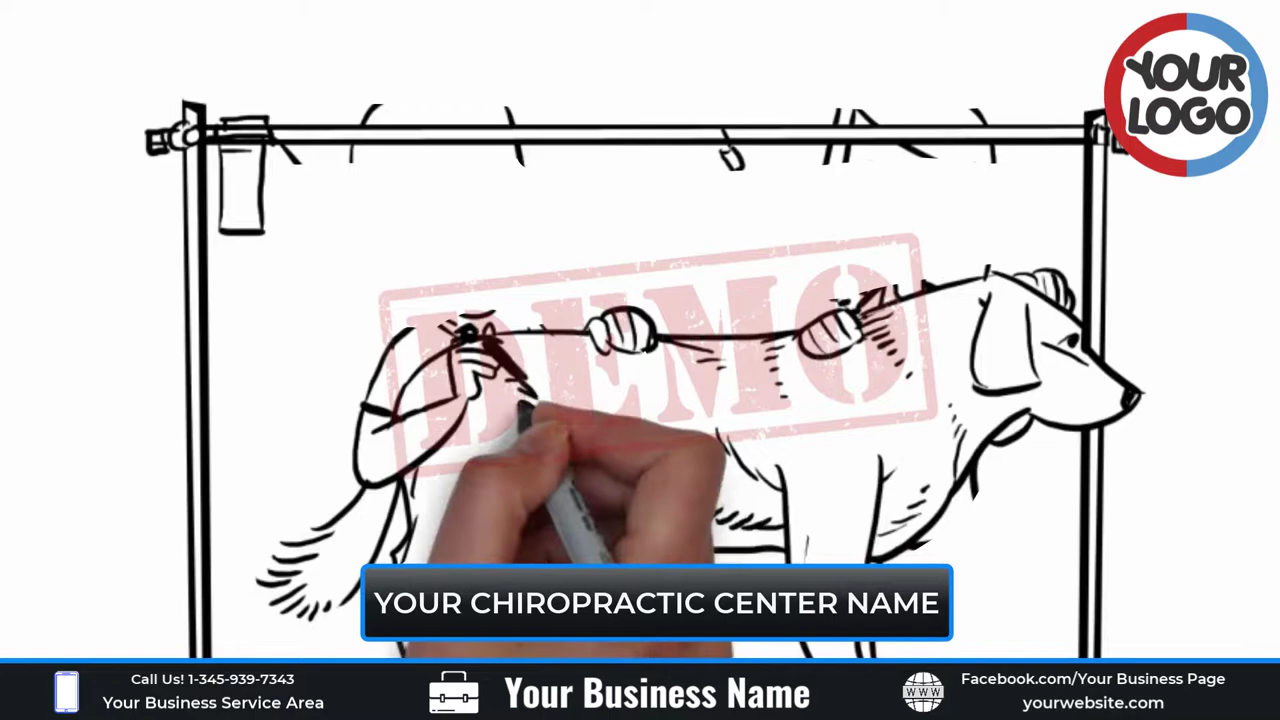 YOUR
LOGO
DEMO
YOUR CHIROPRACTIC CENTER NAME
Call Us! 1-345-939-7343
Your Business Service Area
Your Business Name
WWW
Facebook.com/Your Business Page
yourwebsite.com